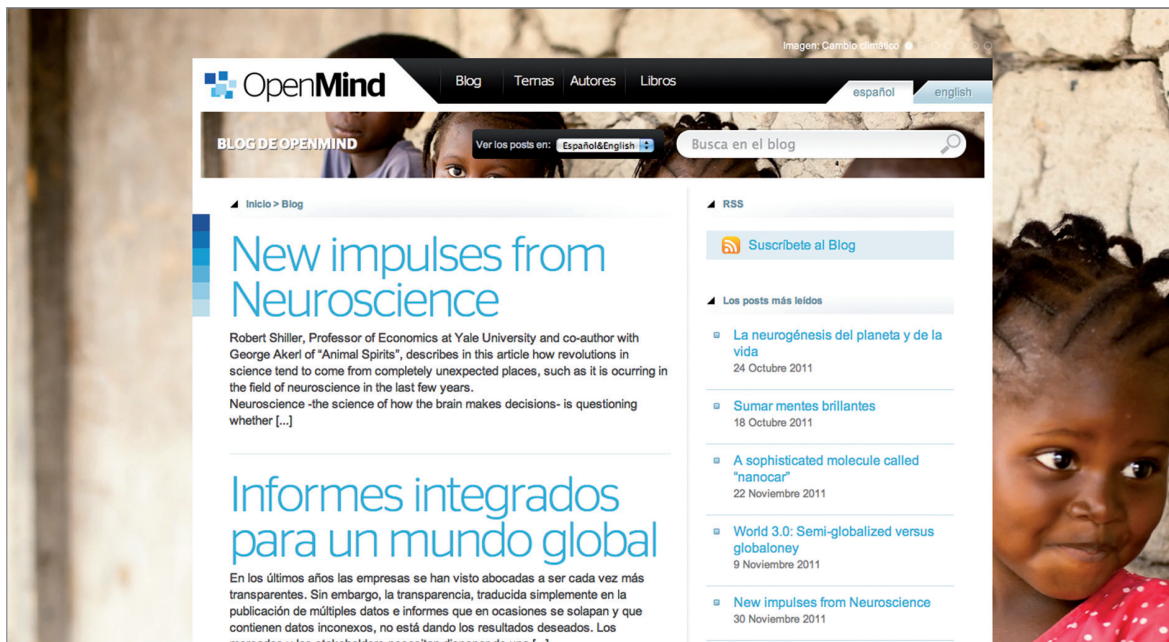 Imagen: Cambio climático
OpenMind
Blog
Temas
Autores
Libros
español
english
BLOG DE OPENMIND
Ver los posts en:
Español&English
Busca en el blog
Inicio > Blog
New impulses from
Neuroscience
Robert Shiller, Professor of Economics at Yale University and co-author with
George Akerl of “Animal Spirits”, describes in this article how revolutions in
science tend to come from completely unexpected places, such as it is ocurring in
the field of neuroscience in the last few years.
Neuroscience -the science of how the brain makes decisions- is questioning
whether [...]
Informes integrados
para un mundo global
En los últimos años las empresas se han visto abocadas a ser cada vez más
transparentes. Sin embargo, la transparencia, traducida simplemente en la
publicación de múltiples datos e informes que en ocasiones se solapan y que
contienen datos inconexos, no está dando los resultados deseados. Los
RSS
Suscríbete al Blog
Los posts más leídos
La neurogénesis del planeta y de la
vida
24 Octubre 2011
Sumar mentes brillantes
18 Octubre 2011
A sophisticated molecule called
“nanocar”
22 Noviembre 2011
World 3.0: Semi-globalized versus
globaloney
9 Noviembre 2011
New impulses from Neuroscience
30 Noviembre 2011